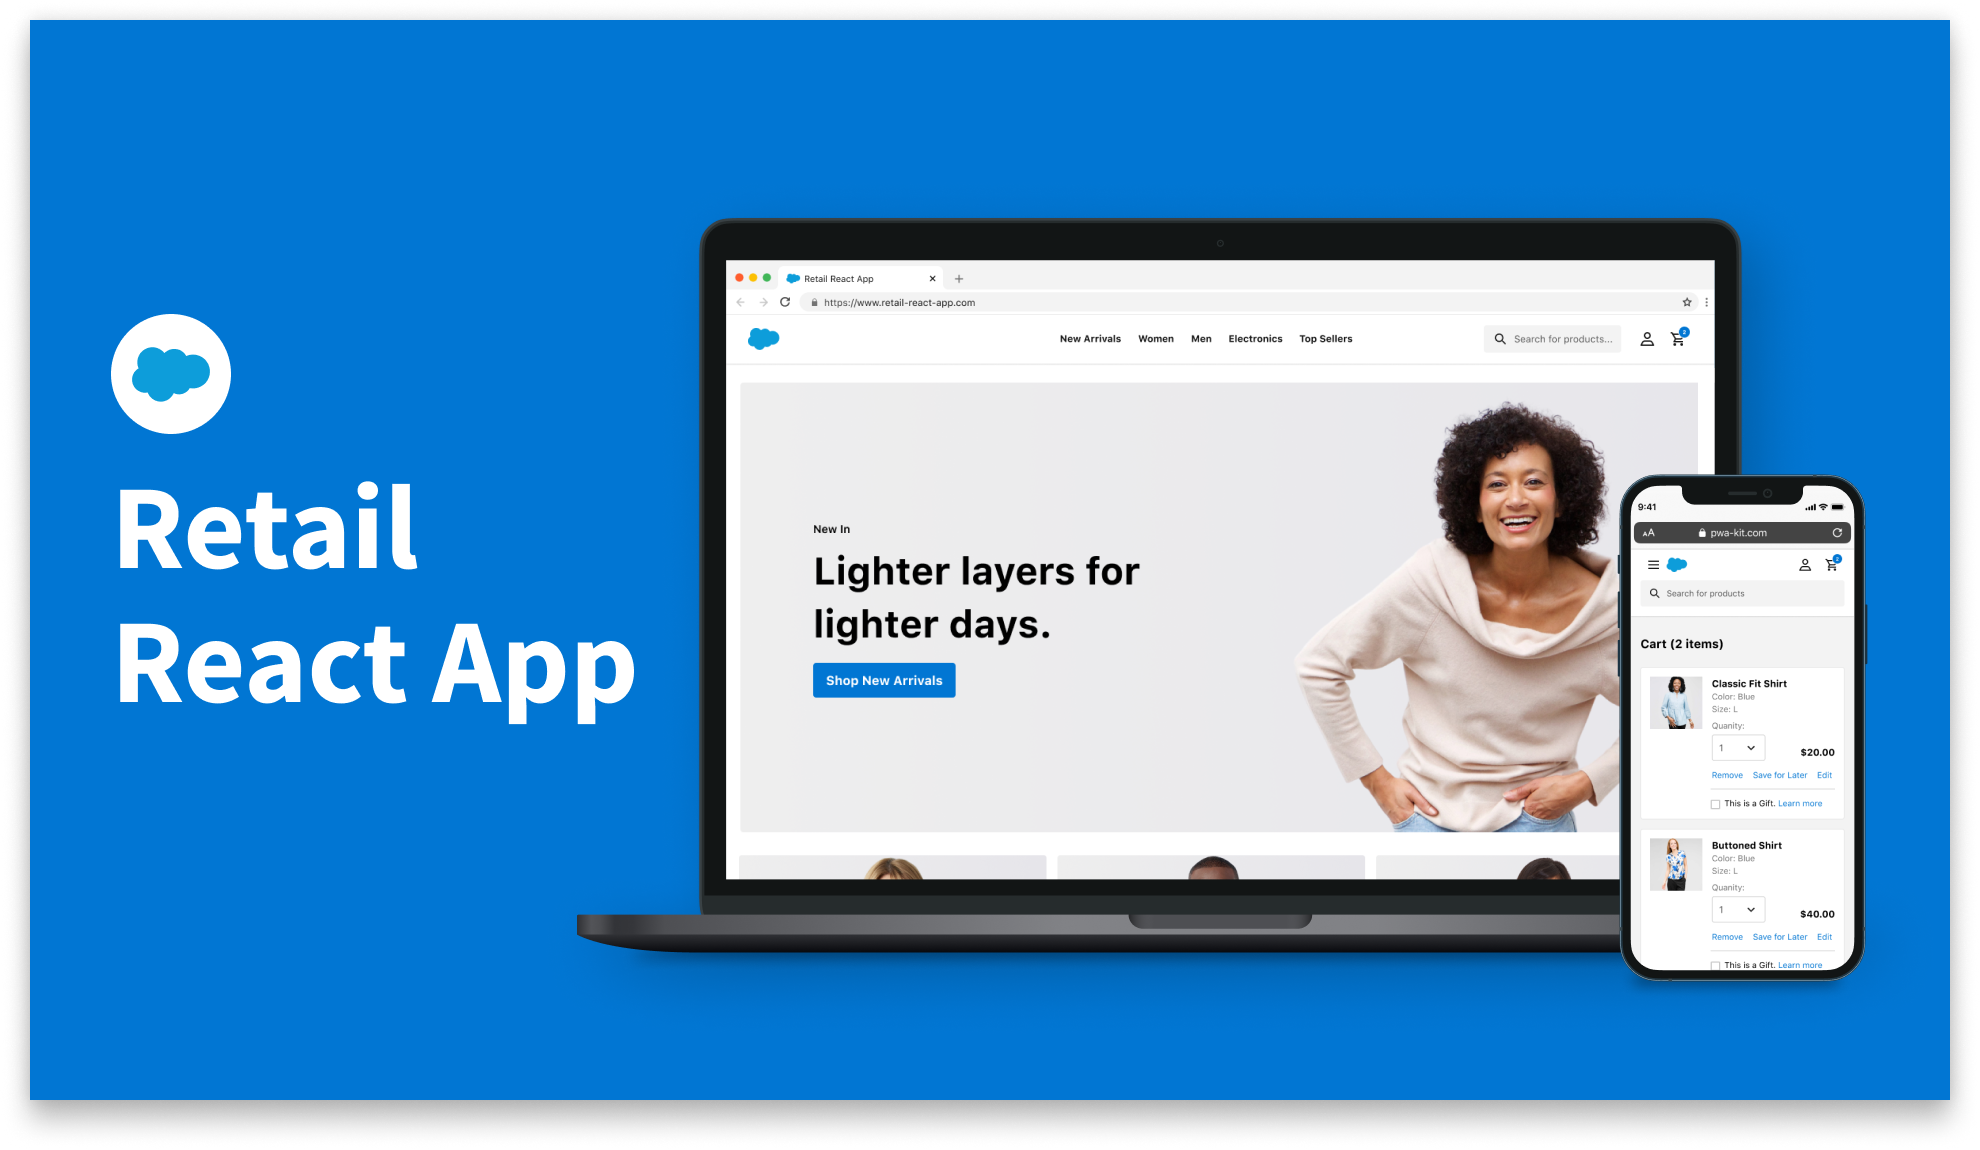 Retail
React App
Retail React App
https://www.retail-react-app.com
New Arrivals Women Men Electronics Top Sellers Search for products... 2
New In
Lighter layers for
lighter days.
Shop New Arrivals
9:41
AA pwa-kit.com
2
Search for products
Cart (2 items)
Classic Fit Shirt
Color: Blue
Size: L
Quanity:
1
$20.00
Remove Save for Later Edit
This is a Gift. Learn more
Buttoned Shirt
Color: Blue
Size: L
Quanity:
1
$40.00
Remove Save for Later Edit
This is a Gift. Learn more